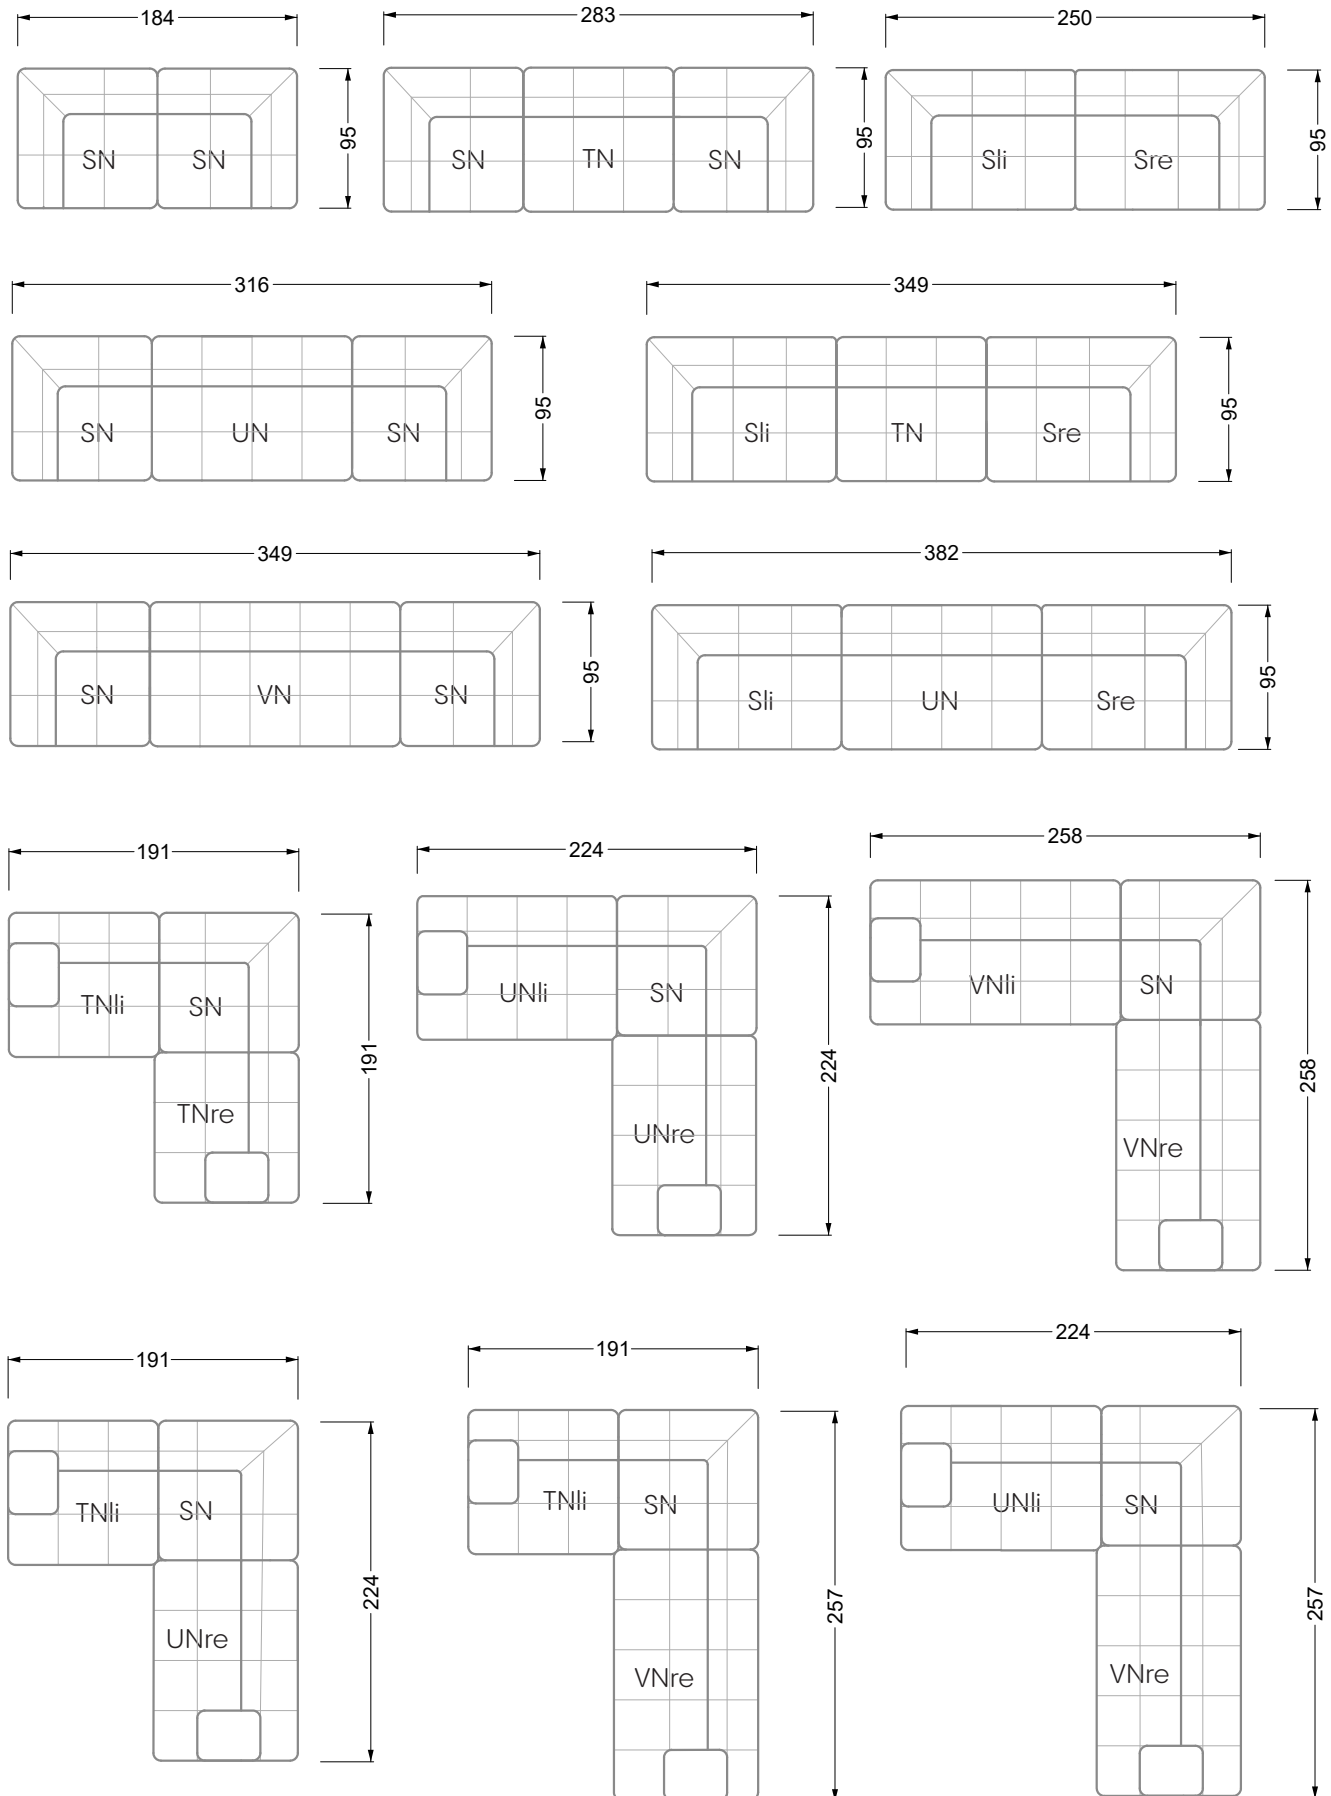 184
283
250
SN SN
95
SN TN SN
95
Sli Sre
95
316
349
SN UN SN
95
Sli TN Sre
95
349
382
SN VN SN
95
Sli UN Sre
95
191
224
258
TNli SN
191
TNre
UNli SN
224
UNre
VNli SN
258
VNre
191
191
224
TNli SN
224
UNre
TNli SN
257
VNre
UNli SN
257
VNre